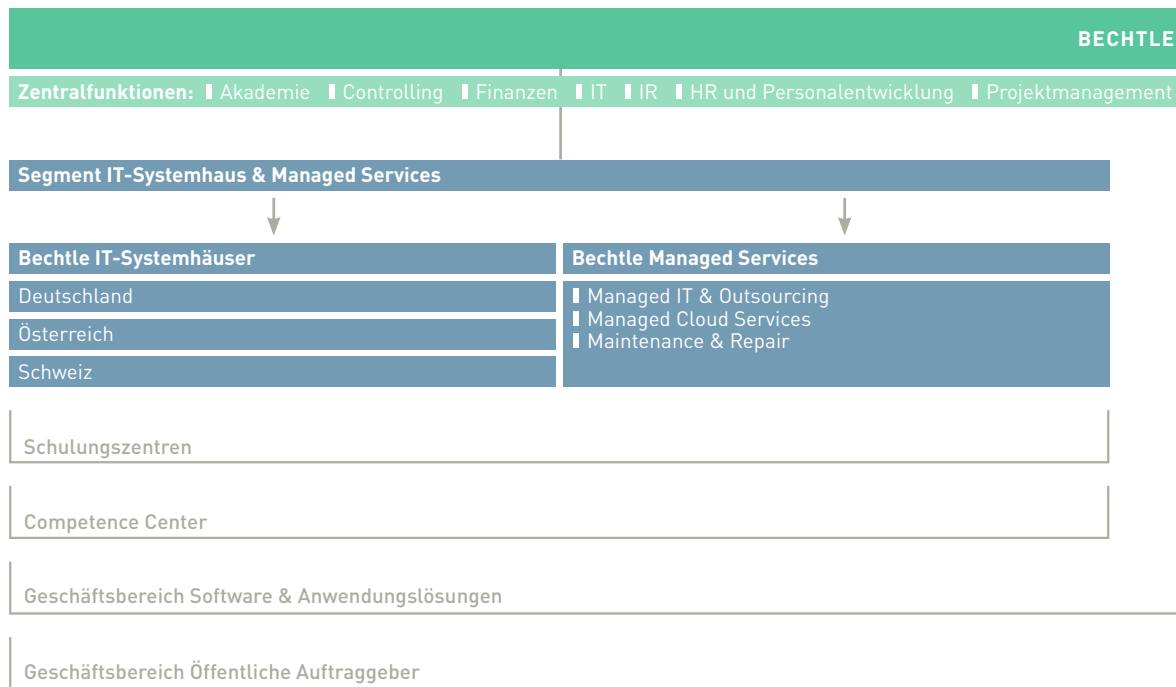 BECHTLE
Zentralfunktionen: Akademie Controlling Finanzen IT IR HR und Personalentwicklung Projektmanagement
Segment IT-Systemhaus & Managed Services
Bechtle IT-Systemhäuser
Deutschland
Österreich
Schweiz
Bechtle Managed Services
Managed IT & Outsourcing
Managed Cloud Services
Maintenance & Repair
Schulungszentren
Competence Center
Geschäftsbereich Software & Anwendungslösungen
Geschäftsbereich Öffentliche Auftraggeber